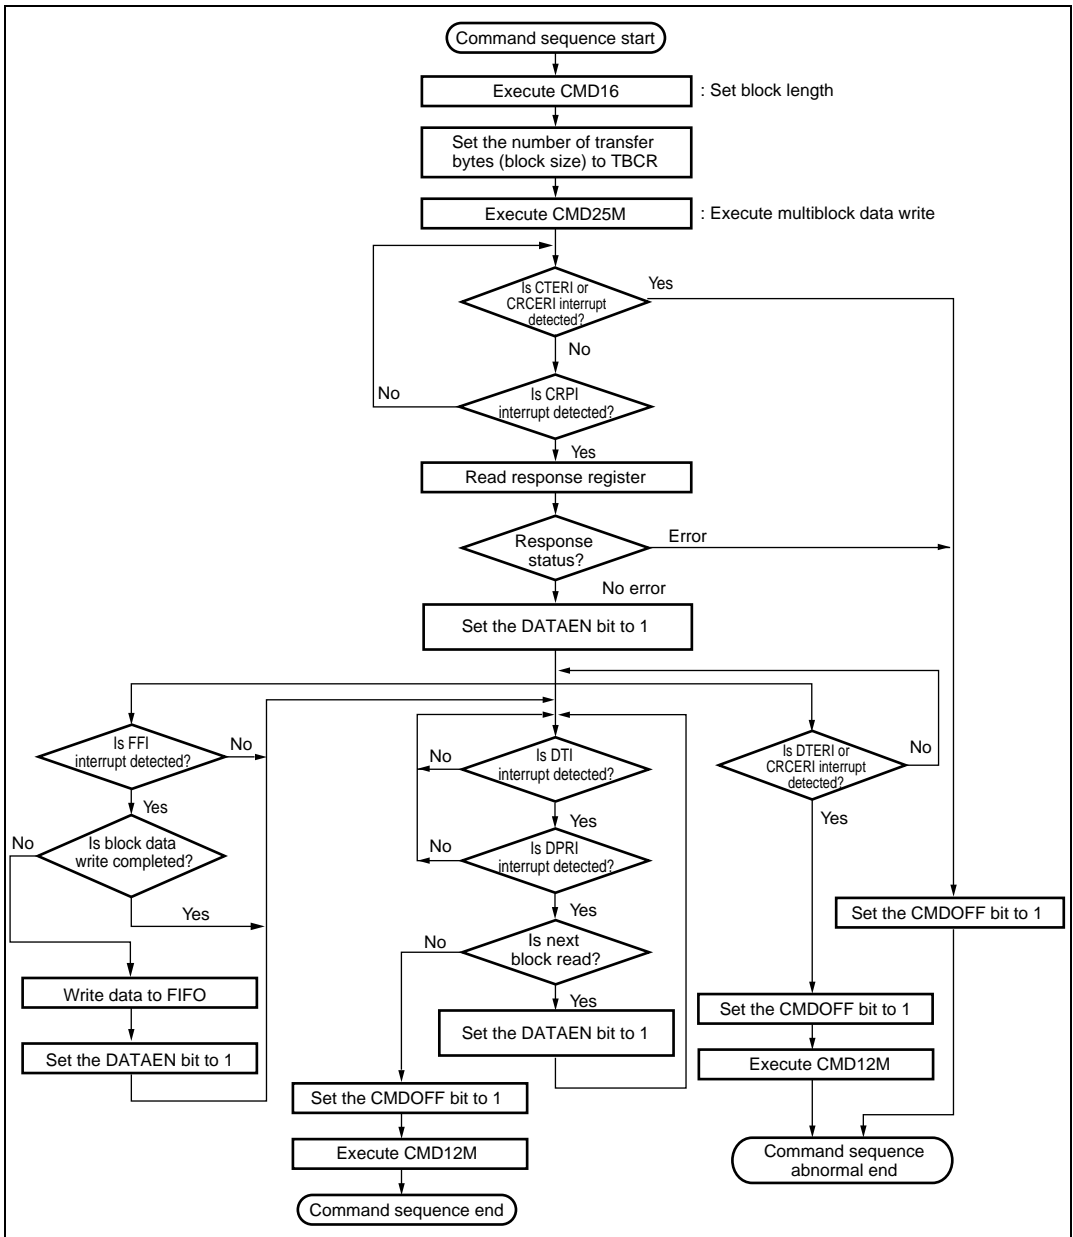 Command sequence start
Execute CMD16
: Set block length
Set the number of transfer
bytes (block size) to TBCR
Execute CMD25M
: Execute multiblock data write
Is CTERI or
CRCERI interrupt
detected?
Yes
No
Is CRPI
interrupt detected?
No
Yes
Read response register
Response
status?
Error
No error
Set the DATAEN bit to 1
Is FFI
interrupt detected?
No
Yes
Is block data
write completed?
No
Yes
Write data to FIFO
Set the DATAEN bit to 1
Is DTI
interrupt detected?
No
Yes
Is DPRI
interrupt detected?
No
Yes
Is next
block read?
No
Yes
Set the DATAEN bit to 1
Set the CMDOFF bit to 1
Execute CMD12M
Command sequence end
Is DTERI or
CRCERI interrupt
detected?
No
Yes
Set the CMDOFF bit to 1
Set the CMDOFF bit to 1
Execute CMD12M
Command sequence
abnormal end